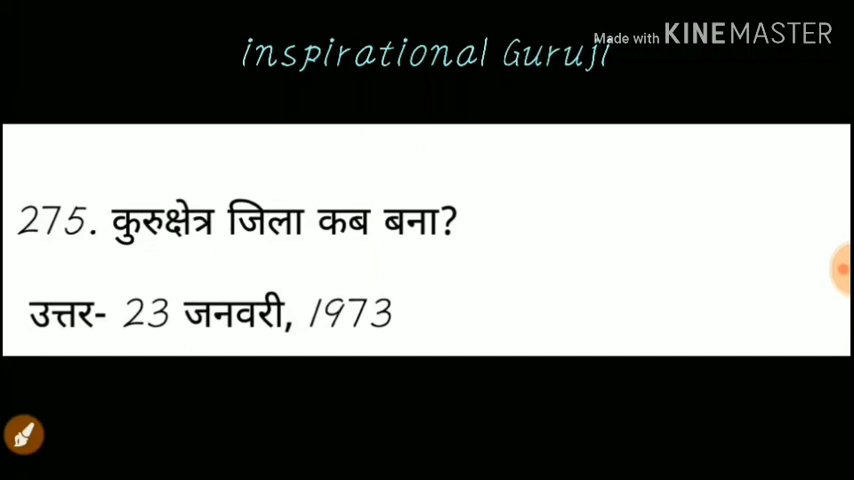 inspirational Guruji
Made with KINEMASTER
275. कुरुक्षेत्र जिला कब बना?
उत्तर- 23 जनवरी, 1973